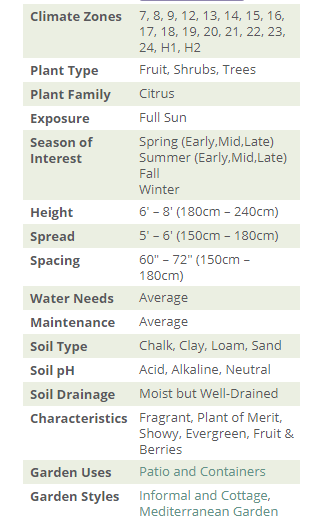 Climate Zones 7, 8, 9, 12, 13, 14, 15, 16,
17, 18, 19, 20, 21, 22, 23,
24, H1, H2
Plant Type Fruit, Shrubs, Trees
Plant Family Citrus
Exposure Full Sun
Season of Interest Spring (Early,Mid,Late)
Summer (Early,Mid,Late)
Fall
Winter
Height 6' – 8' (180cm – 240cm)
Spread 5' – 6' (150cm – 180cm)
Spacing 60" – 72" (150cm –
180cm)
Water Needs Average
Maintenance Average
Soil Type Chalk, Clay, Loam, Sand
Soil pH Acid, Alkaline, Neutral
Soil Drainage Moist but Well-Drained
Characteristics Fragrant, Plant of Merit,
Showy, Evergreen, Fruit &
Berries
Garden Uses Patio and Containers
Garden Styles Informal and Cottage,
Mediterranean Garden